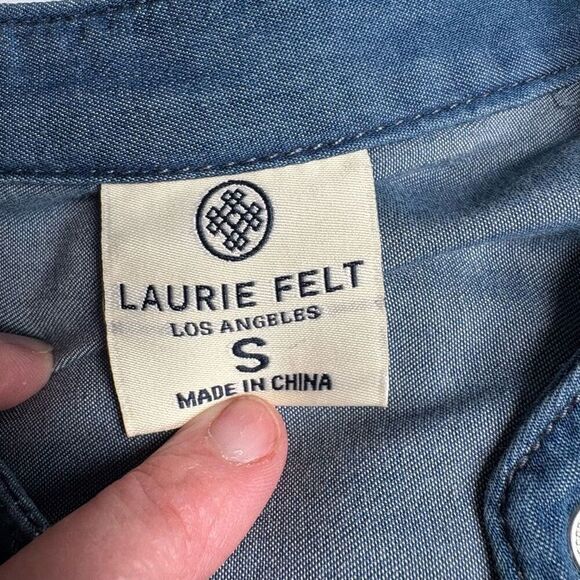 LAURIE FELT
LOS ANGELES
S
MADE IN CHINA